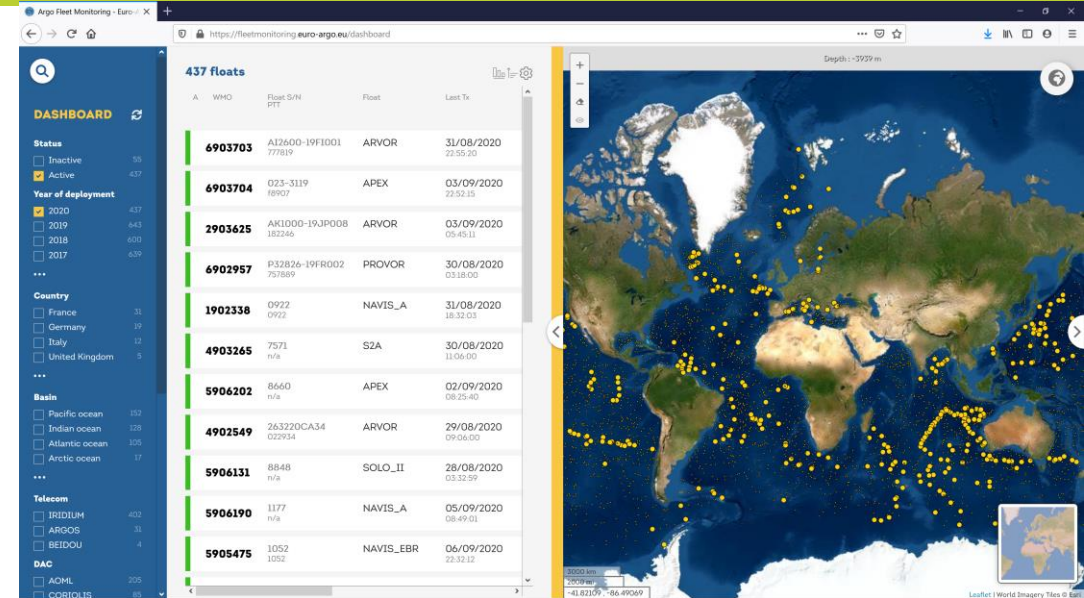 Argo Fleet Monitoring - Euro-A
https://fleetmonitoring.euro-argo.eu/dashboard
DASHBOARD
Status
Inactive 55
Active 437
Year of deployment
2020 437
2019 643
2018 600
2017 639
...
Country
France 31
Germany 19
Italy 12
United Kingdom 5
...
Basin
Pacific ocean 152
Indian ocean 128
Atlantic ocean 105
Arctic ocean 17
...
Telecom
IRIDIUM 402
ARGOS 31
BEIDOU 4
DAC
AOML 205
CORIOLIS 85
437 floats
A WMO Float S/N Float Last Tx
PTT
6903703 AI2600-19FI001 ARVOR 31/08/2020
777819 22:55:20
6903704 023-3119 APEX 03/09/2020
f8907 22:52:15
2903625 AK1000-19JP008 ARVOR 03/09/2020
182246 05:45:11
6902957 P32826-19FR002 PROVOR 30/08/2020
757889 03:18:00
1902338 0922 NAVIS_A 31/08/2020
0922 18:32:03
4903265 7571 S2A 30/08/2020
n/a 11:06:00
5906202 8660 APEX 02/09/2020
n/a 08:25:40
4902549 263220CA34 ARVOR 29/08/2020
022934 09:06:00
5906131 8848 SOLO_II 28/08/2020
n/a 03:32:59
5906190 1177 NAVIS_A 05/09/2020
n/a 08:49:01
5905475 1052 NAVIS_EBR 06/09/2020
1052 22:32:12
Depth : -3939 m
+
−
3000 km
2000 mi
-41.82109 , -86.49069
Leaflet | World Imagery Tiles © Esri